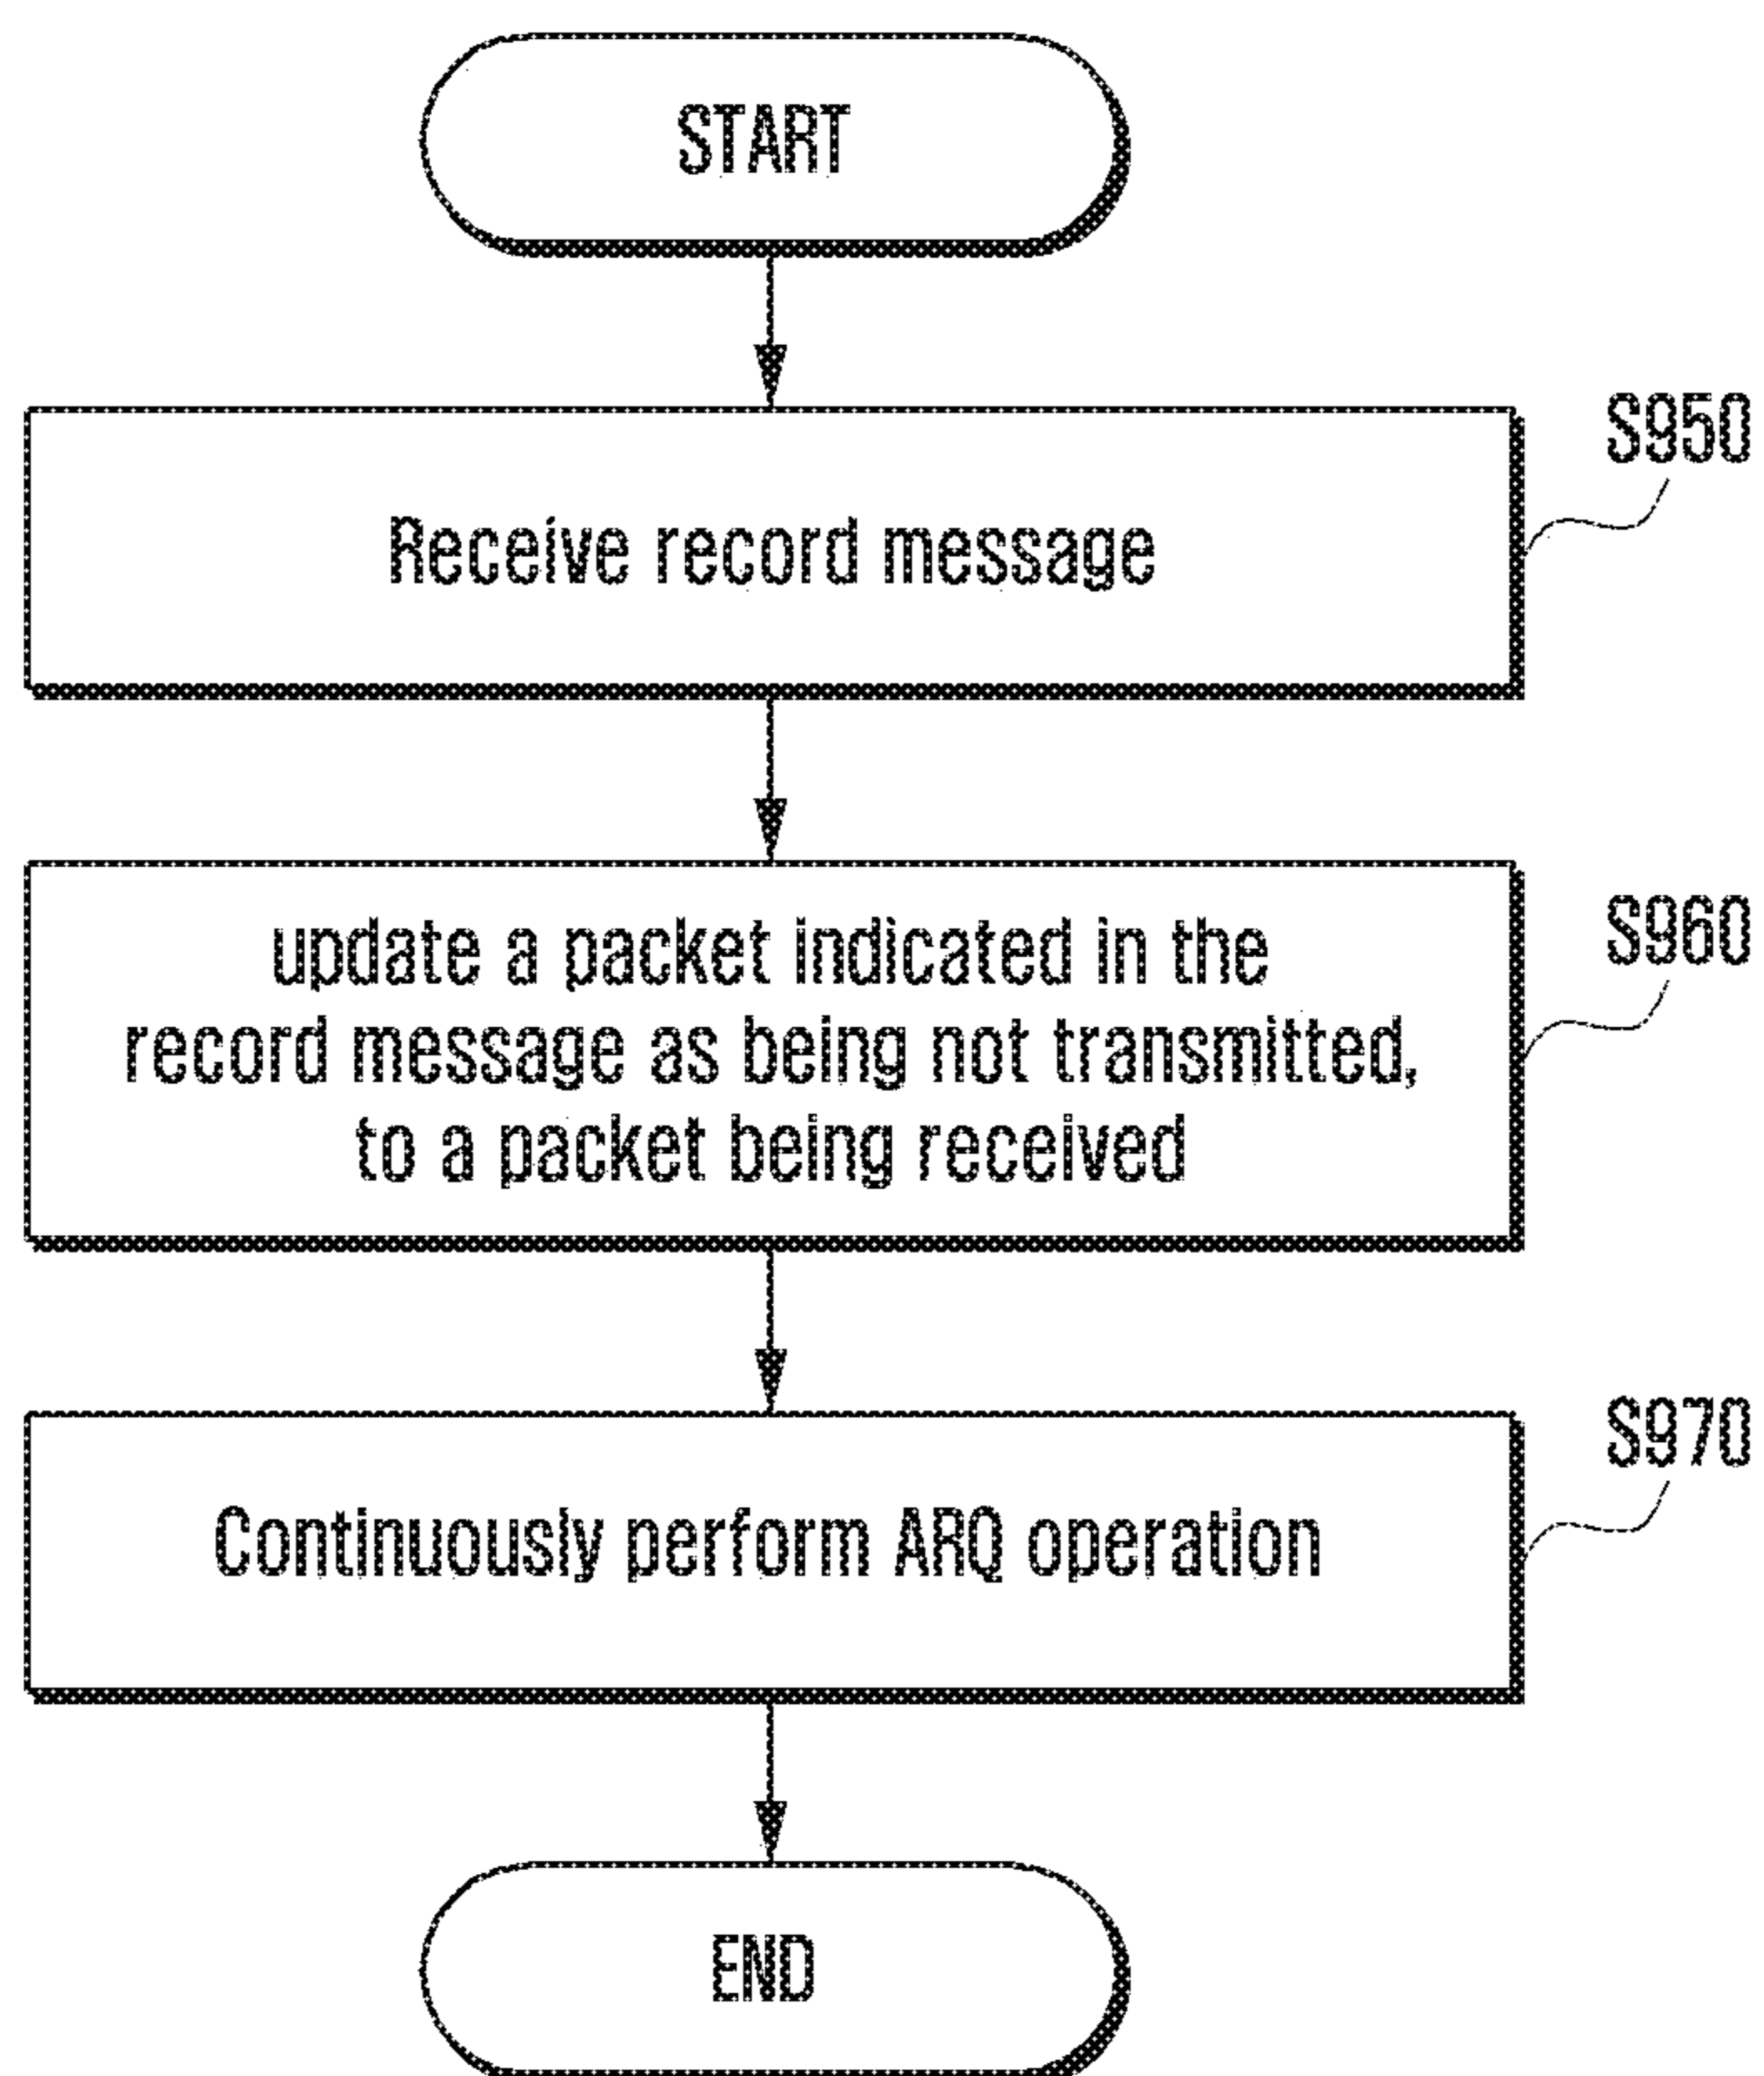 START
S950
Receive record message
S960
update a packet indicated in the
record message as being not transmitted,
to a packet being received
S970
Continuously perform ARQ operation
END